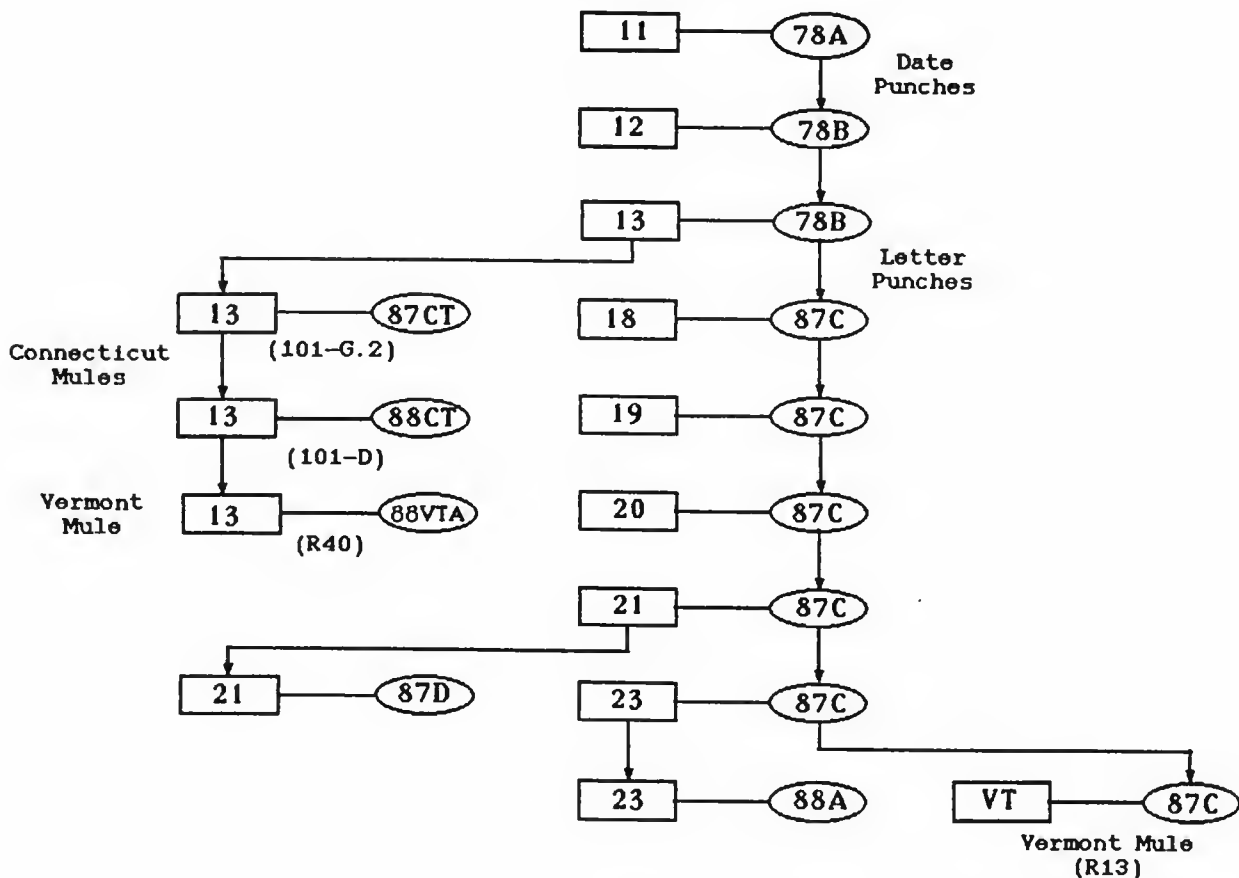 11 78A
Date
Punches
12 78B
13 78B
Letter
Punches
13 87CT 18 87C
(101-G.2)
Connecticut
Mules
13 88CT 19 87C
(101-D)
Vermont
Mule
13 88VTA 20 87C
(R40)
21 87C
21 87D 23 87C
23 88A VT 87C
Vermont Mule
(R13)